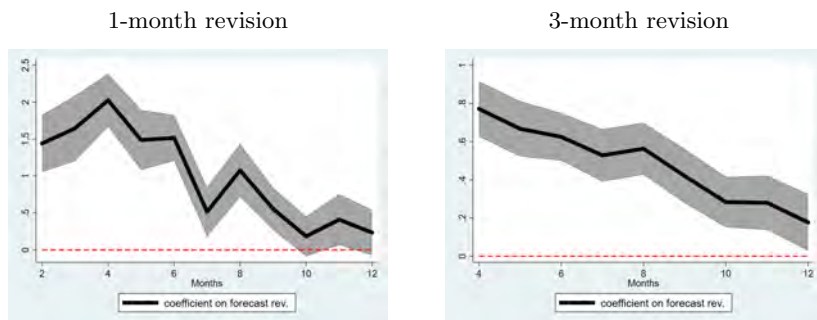 1-month revision
2.5
2
1.5
1
.5
0
2 4 6 8 10 12
Months
coefficient on forecast rev.
3-month revision
1
.8
.6
.4
.2
0
4 6 8 10 12
Months
coefficient on forecast rev.